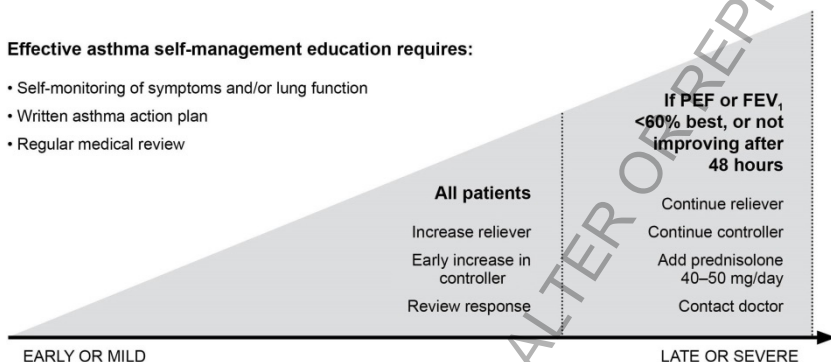 Effective asthma self-management education requires:
• Self-monitoring of symptoms and/or lung function
• Written asthma action plan
• Regular medical review
All patients
Increase reliever
Early increase in
controller
Review response
If PEF or FEV₁
<60% best, or not
improving after
48 hours
Continue reliever
Continue controller
Add prednisolone
40–50 mg/day
Contact doctor
EARLY OR MILD
LATE OR SEVERE
ALTER OR REPR